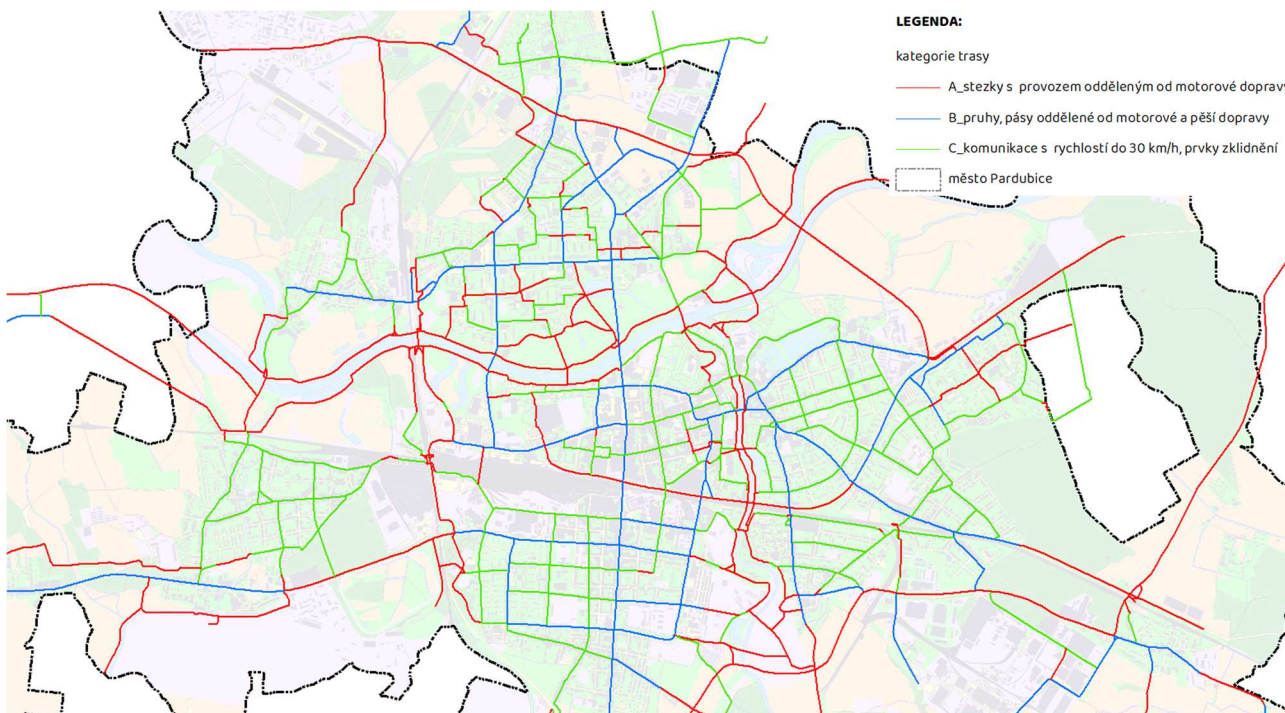 LEGENDA:
kategorie trasy
A_stezky s provozem odděleným od motorové dopravy
B_pruhy, pásy oddělené od motorové a pěší dopravy
C_komunikace s rychlostí do 30 km/h, prvky zklidnění
město Pardubice